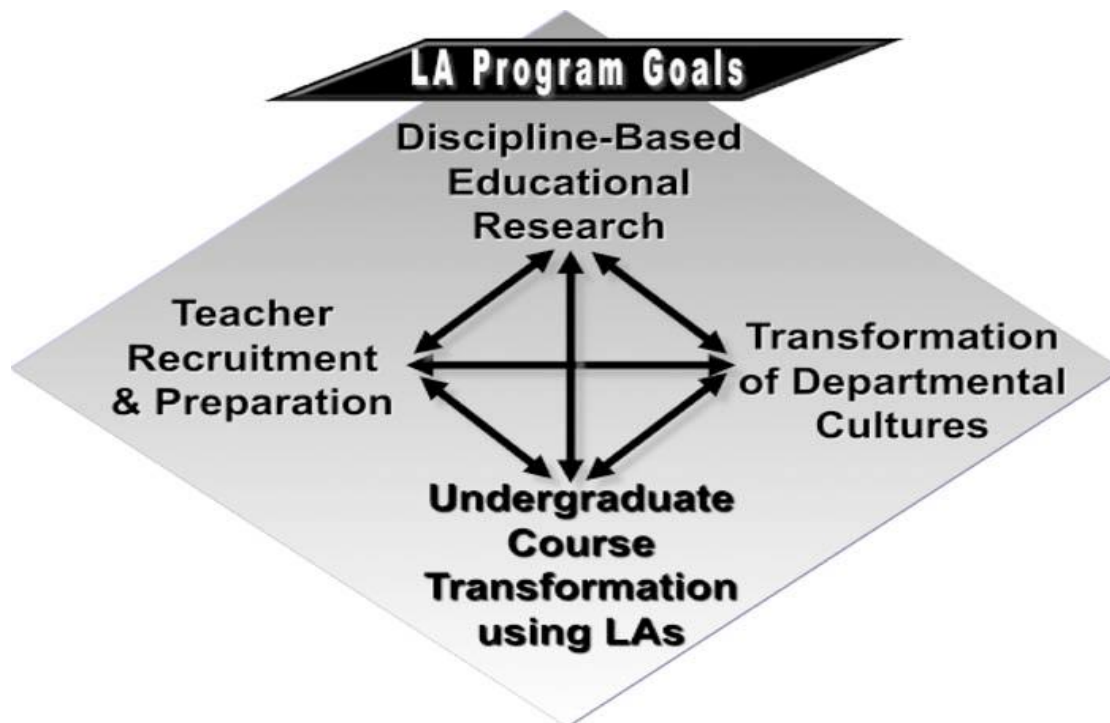 LA Program Goals
Discipline-Based
Educational
Research
Teacher
Recruitment
& Preparation
Transformation
of Departmental
Cultures
Undergraduate
Course
Transformation
using LAs